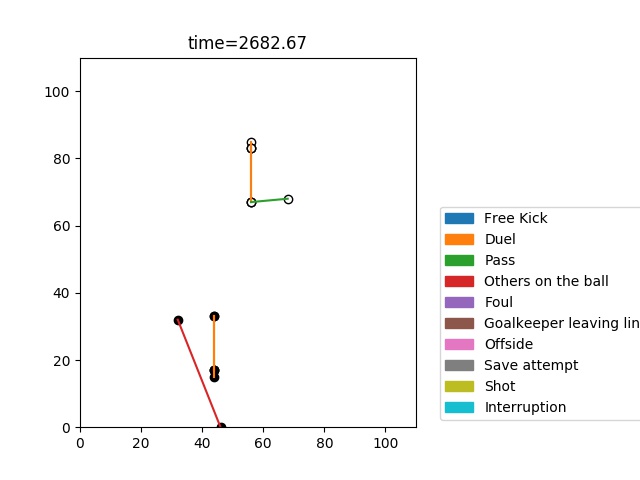 time=2682.67
100
80
60
40
20
0
0 20 40 60 80 100
Free Kick
Duel
Pass
Others on the ball
Foul
Goalkeeper leaving lin
Offside
Save attempt
Shot
Interruption